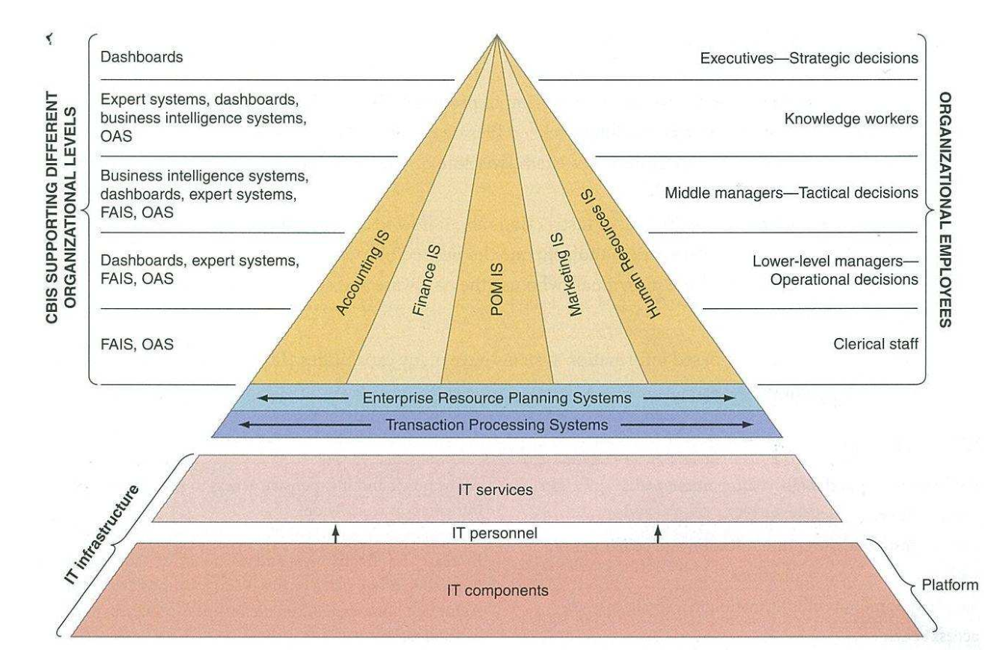 Dashboards
Executives—Strategic decisions
Expert systems, dashboards,
business intelligence systems,
OAS
Knowledge workers
Business intelligence systems,
dashboards, expert systems,
FAIS, OAS
Middle managers—Tactical decisions
Dashboards, expert systems,
FAIS, OAS
Lower-level managers—
Operational decisions
FAIS, OAS
Clerical staff
CBIS SUPPORTING DIFFERENT
ORGANIZATIONAL LEVELS
ORGANIZATIONAL EMPLOYEES
Accounting IS
Finance IS
POM IS
Marketing IS
Human Resources IS
Enterprise Resource Planning Systems
Transaction Processing Systems
IT infrastructure
IT services
IT personnel
IT components
Platform